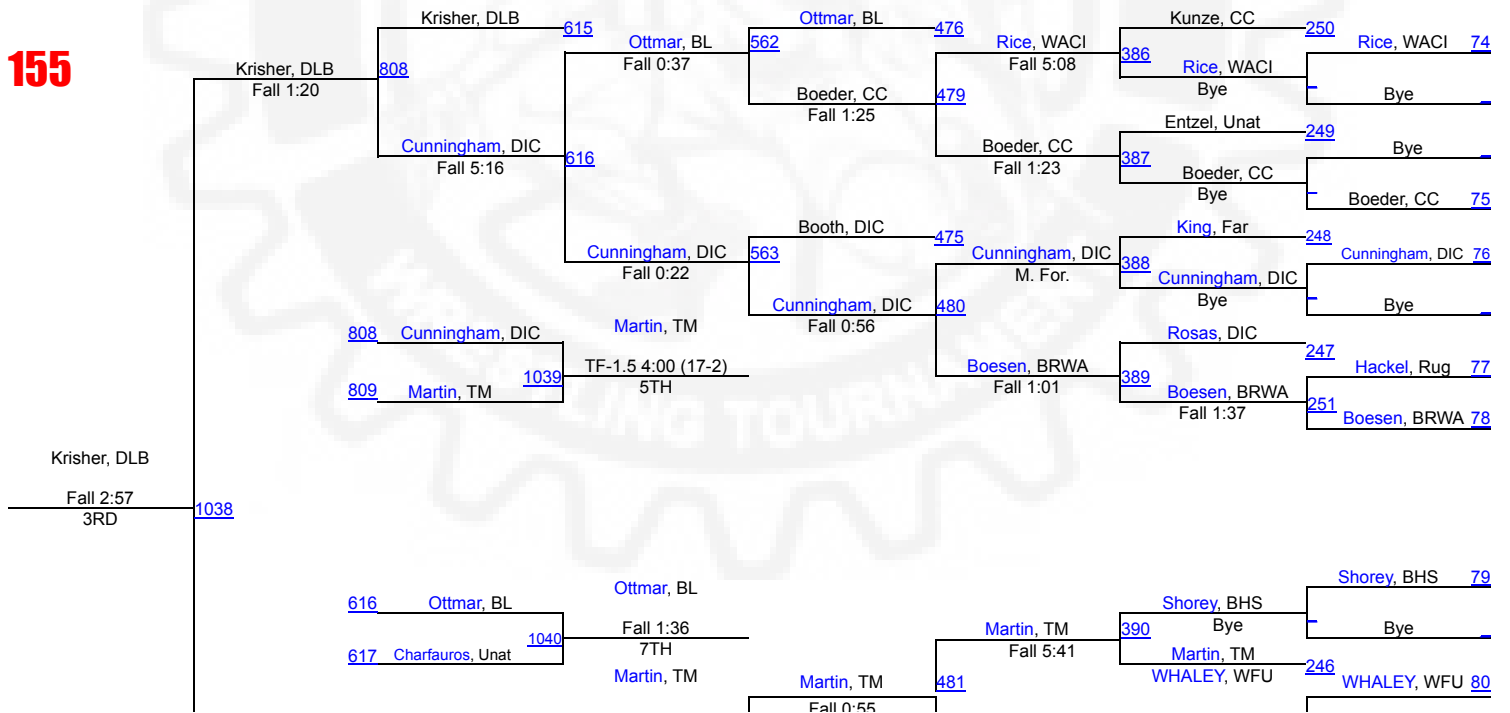 155
Krisher, DLB
615
808
Krisher, DLB
Fall 1:20
Cunningham, DIC
Fall 5:16
616
Ottmar, BL
Fall 0:37
562
Ottmar, BL
476
Boeder, CC
Fall 1:25
479
Rice, WACI
Fall 5:08
386
Kunze, CC
250
Rice, WACI
Bye
Rice, WACI 74
Bye
Entzel, Unat
249
Boeder, CC
Fall 1:23
387
Boeder, CC
Bye
Bye
Boeder, CC 75
Cunningham, DIC
Fall 0:22
563
Booth, DIC
475
Cunningham, DIC
Fall 0:56
480
Cunningham, DIC
M. For.
388
King, Far
248
Cunningham, DIC
Bye
Cunningham, DIC 76
Bye
Boesen, BRWA
Fall 1:01
389
Rosas, DIC
247
Boesen, BRWA
Fall 1:37
251
Hackel, Rug 77
Boesen, BRWA 78
808 Cunningham, DIC
809 Martin, TM
1039
Martin, TM
TF-1.5 4:00 (17-2)
5TH
Krisher, DLB
Fall 2:57
3RD
1038
616 Ottmar, BL
617 Charfauros, Unat
1040
Ottmar, BL
Fall 1:36
7TH
Martin, TM
Martin, TM
Fall 0:55
481
Martin, TM
Fall 5:41
390
Shorey, BHS
Bye
Martin, TM
246
WHALEY, WFU
Shorey, BHS 79
Bye
WHALEY, WFU 80
WRESTLING TOURNAMENT